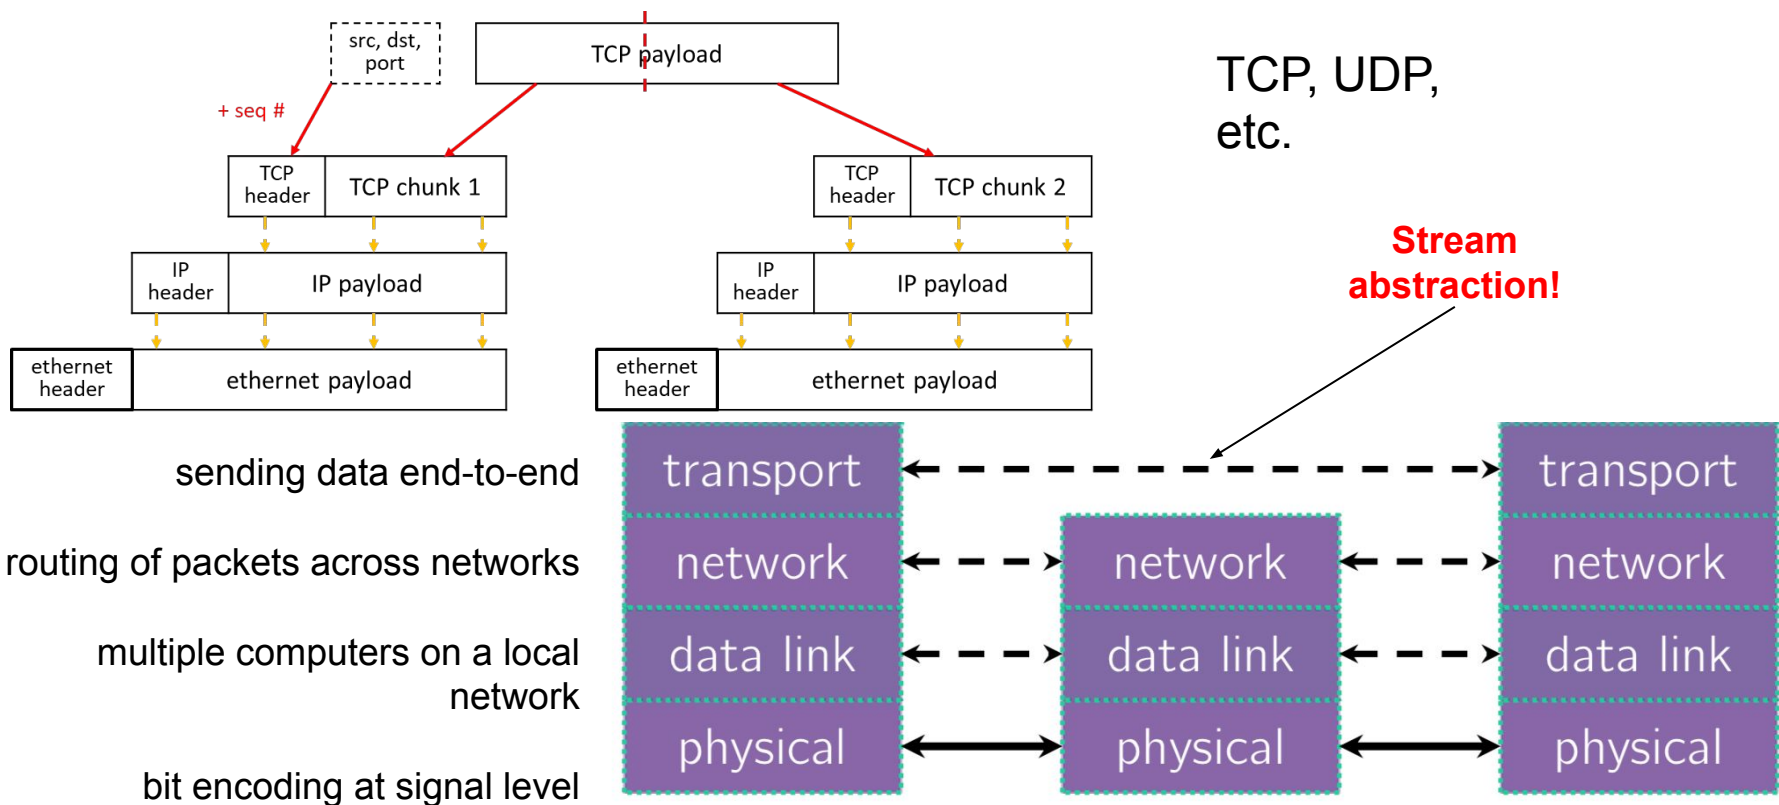 src, dst,
port
TCP payload
TCP, UDP,
etc.
+ seq #
TCP
header
TCP chunk 1
TCP
header
TCP chunk 2
IP
header
IP payload
IP
header
IP payload
Stream
abstraction!
ethernet
header
ethernet payload
ethernet
header
ethernet payload
sending data end-to-end
transport
transport
routing of packets across networks
network
network
network
multiple computers on a local
network
data link
data link
data link
bit encoding at signal level
physical
physical
physical